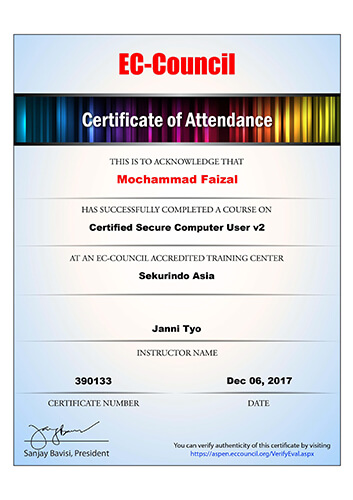 EC-Council
Certificate of Attendance
THIS IS TO ACKNOWLEDGE THAT
Mochammad Faizal
HAS SUCCESSFULLY COMPLETED A COURSE ON
Certified Secure Computer User v2
AT AN EC-COUNCIL ACCREDITED TRAINING CENTER
Sekurindo Asia
Janni Tyo
INSTRUCTOR NAME
390133
Dec 06, 2017
CERTIFICATE NUMBER
DATE
Sanjay Bavisi, President
You can verify authenticity of this certificate by visiting
https://aspen.eccouncil.org/VerifyEval.aspx